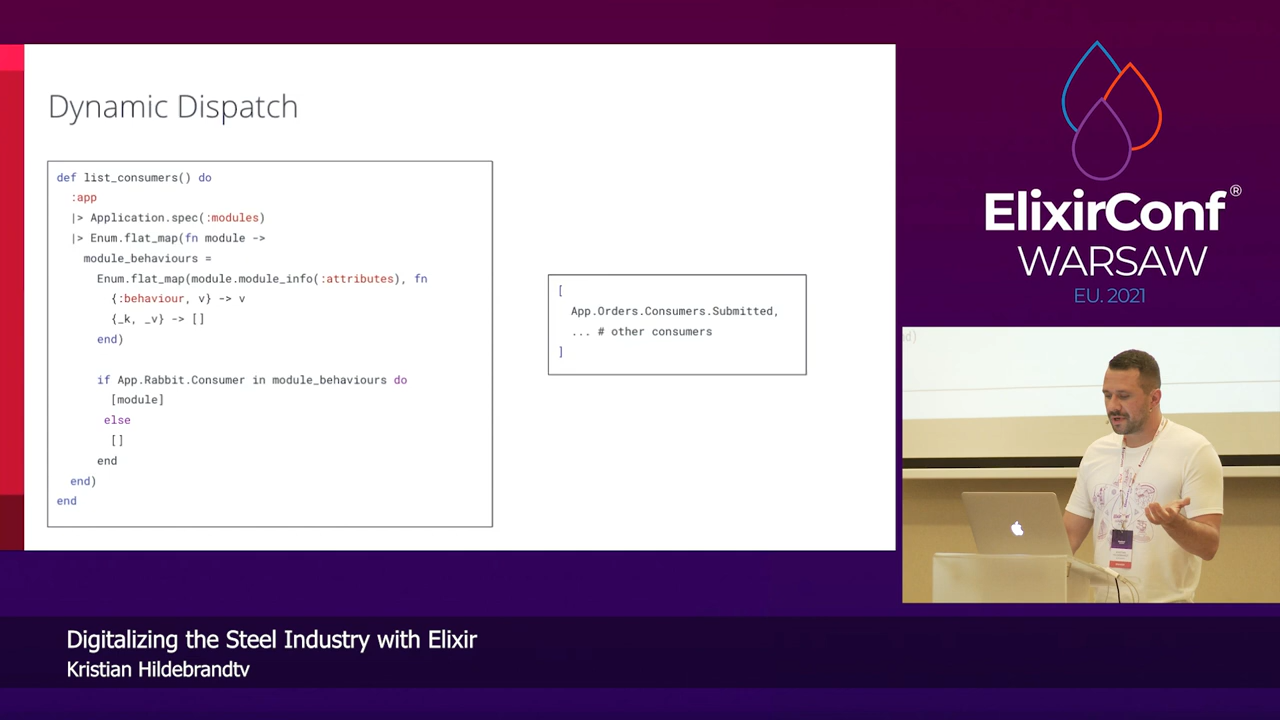 Dynamic Dispatch
def list_consumers() do
:app
|> Application.spec(:modules)
|> Enum.flat_map(fn module ->
module_behaviours =
Enum.flat_map(module.module_info(:attributes), fn
{:behaviour, v} -> v
{_k, _v} -> []
end)
if App.Rabbit.Consumer in module_behaviours do
[module]
else
[]
end
end)
end
[
App.Orders.Consumers.Submitted,
... # other consumers
]
ElixirConf®
WARSAW
EU. 2021
Digitalizing the Steel Industry with Elixir
Kristian Hildebrandtv